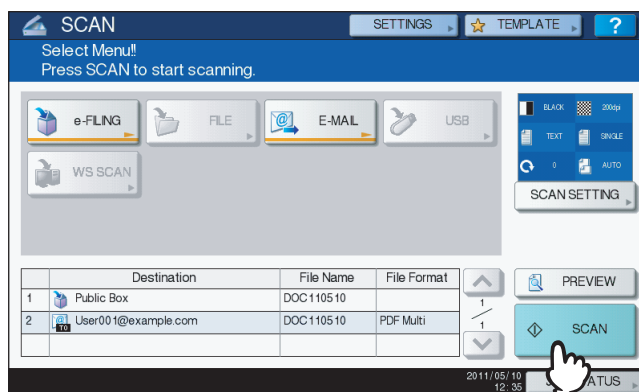 SCAN
SETTINGS
TEMPLATE
?
Select Menu!!
Press SCAN to start scanning.
e-FILING
FILE
E-MAIL
USB
WS SCAN
BLACK
200dpi
TEXT
SINGLE
0
AUTO
SCAN SETTING
Destination File Name File Format
1 Public Box DOC110510
2 TO User001@example.com DOC110510 PDF Multi
1
1
PREVIEW
SCAN
2011/05/10
12:35
ATUS